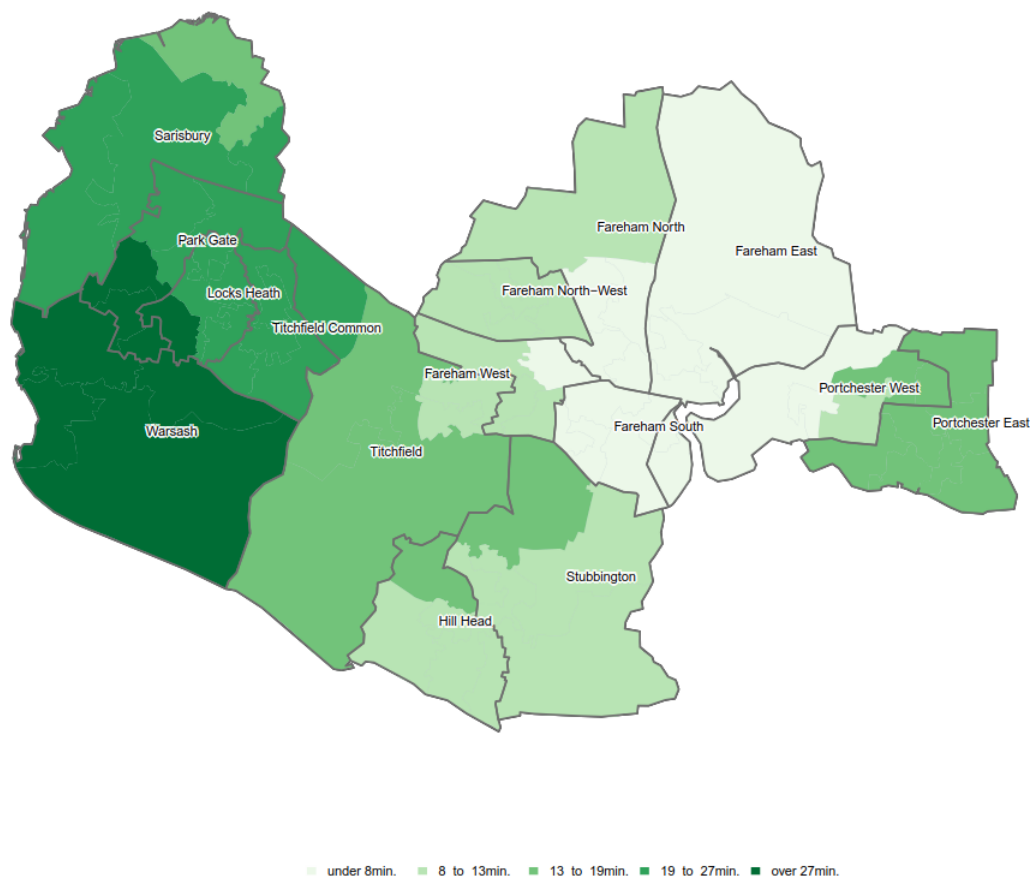 Sarisbury
Fareham North
Park Gate
Fareham East
Fareham North−West
Locks Heath
Titchfield Common
Fareham West
Portchester West
Portchester East
Fareham South
Warsash
Titchfield
Stubbington
Hill Head
under 8min. 8 to 13min. 13 to 19min. 19 to 27min. over 27min.